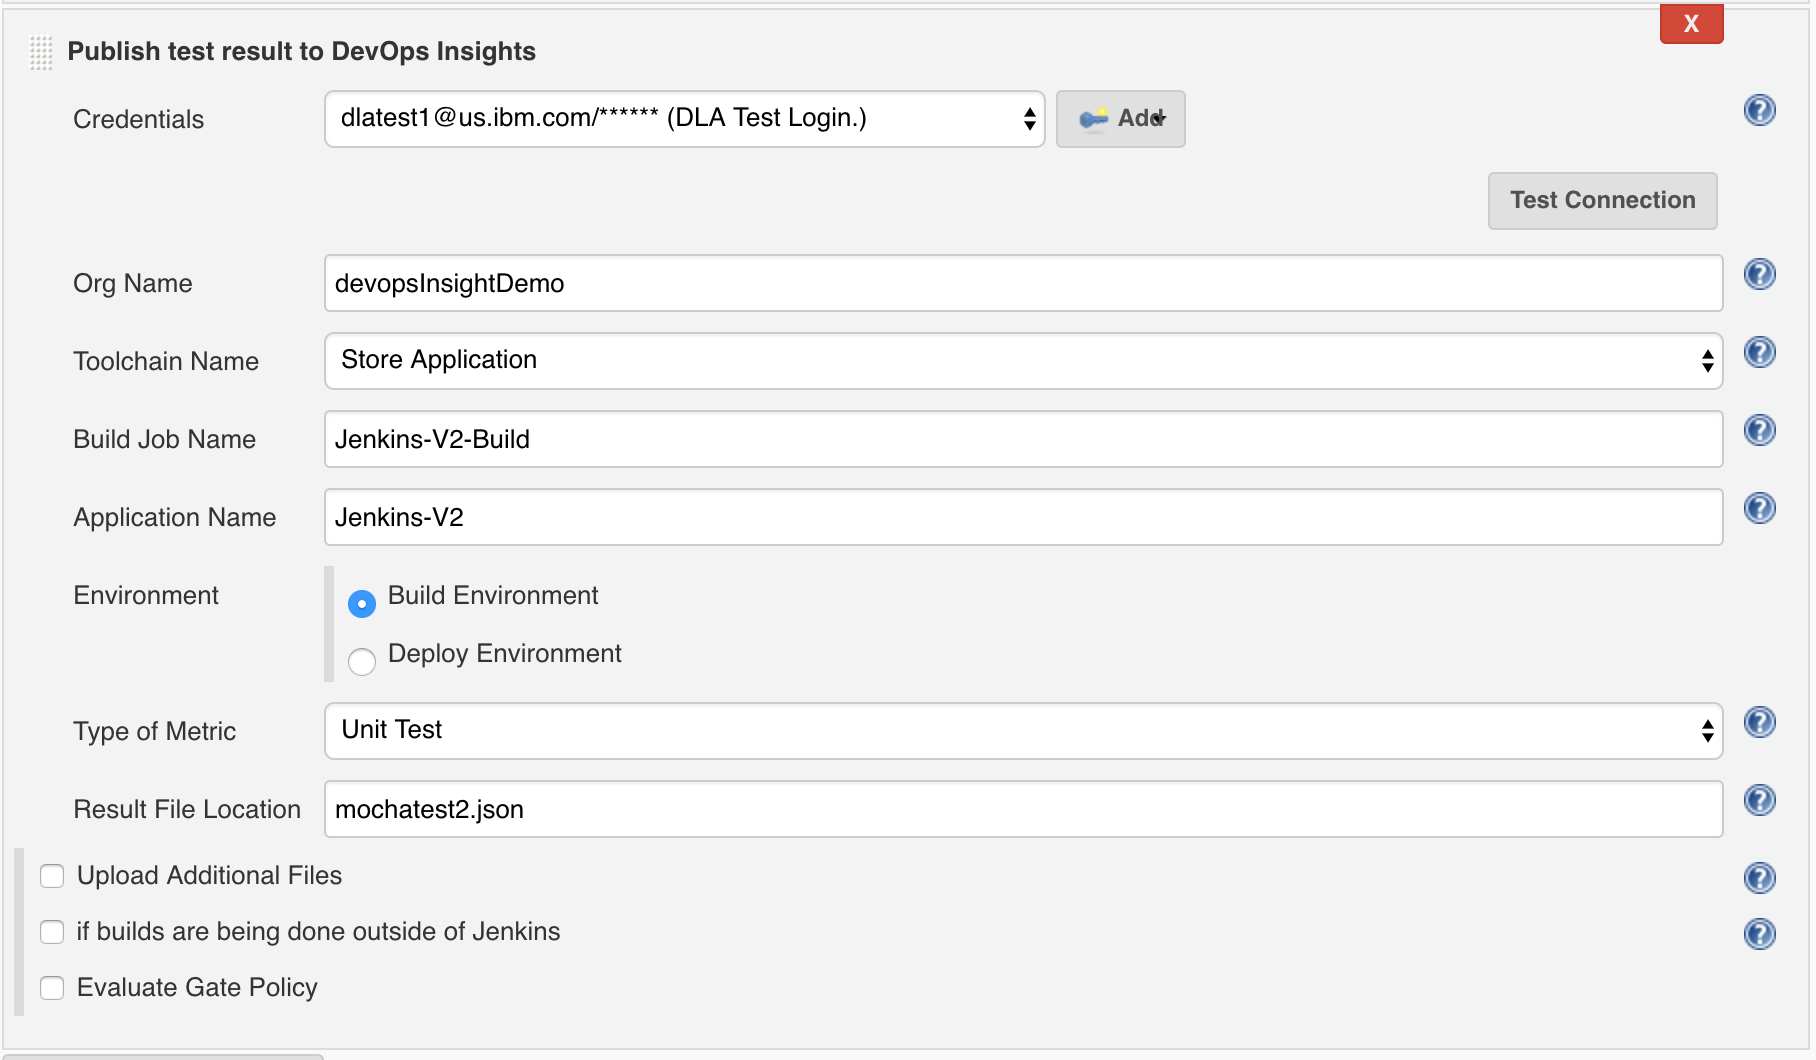 X
Publish test result to DevOps Insights
Credentials dlatest1@us.ibm.com/****** (DLA Test Login.) Add ?
Test Connection
Org Name devopsInsightDemo ?
Toolchain Name Store Application ?
Build Job Name Jenkins-V2-Build ?
Application Name Jenkins-V2 ?
Environment Build Environment
Deploy Environment
Type of Metric Unit Test ?
Result File Location mochatest2.json ?
Upload Additional Files ?
if builds are being done outside of Jenkins ?
Evaluate Gate Policy